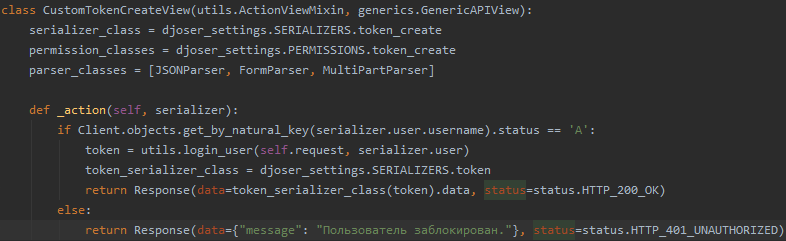 class CustomTokenCreateView(utils.ActionViewMixin, generics.GenericAPIView):
    serializer_class = djoser_settings.SERIALIZERS.token_create
    permission_classes = djoser_settings.PERMISSIONS.token_create
    parser_classes = [JSONParser, FormParser, MultiPartParser]

    def _action(self, serializer):
        if Client.objects.get_by_natural_key(serializer.user.username).status == 'A':
            token = utils.login_user(self.request, serializer.user)
            token_serializer_class = djoser_settings.SERIALIZERS.token
            return Response(data=token_serializer_class(token).data, status=status.HTTP_200_OK)
        else:
            return Response(data={"message": "Пользователь заблокирован."}, status=status.HTTP_401_UNAUTHORIZED)